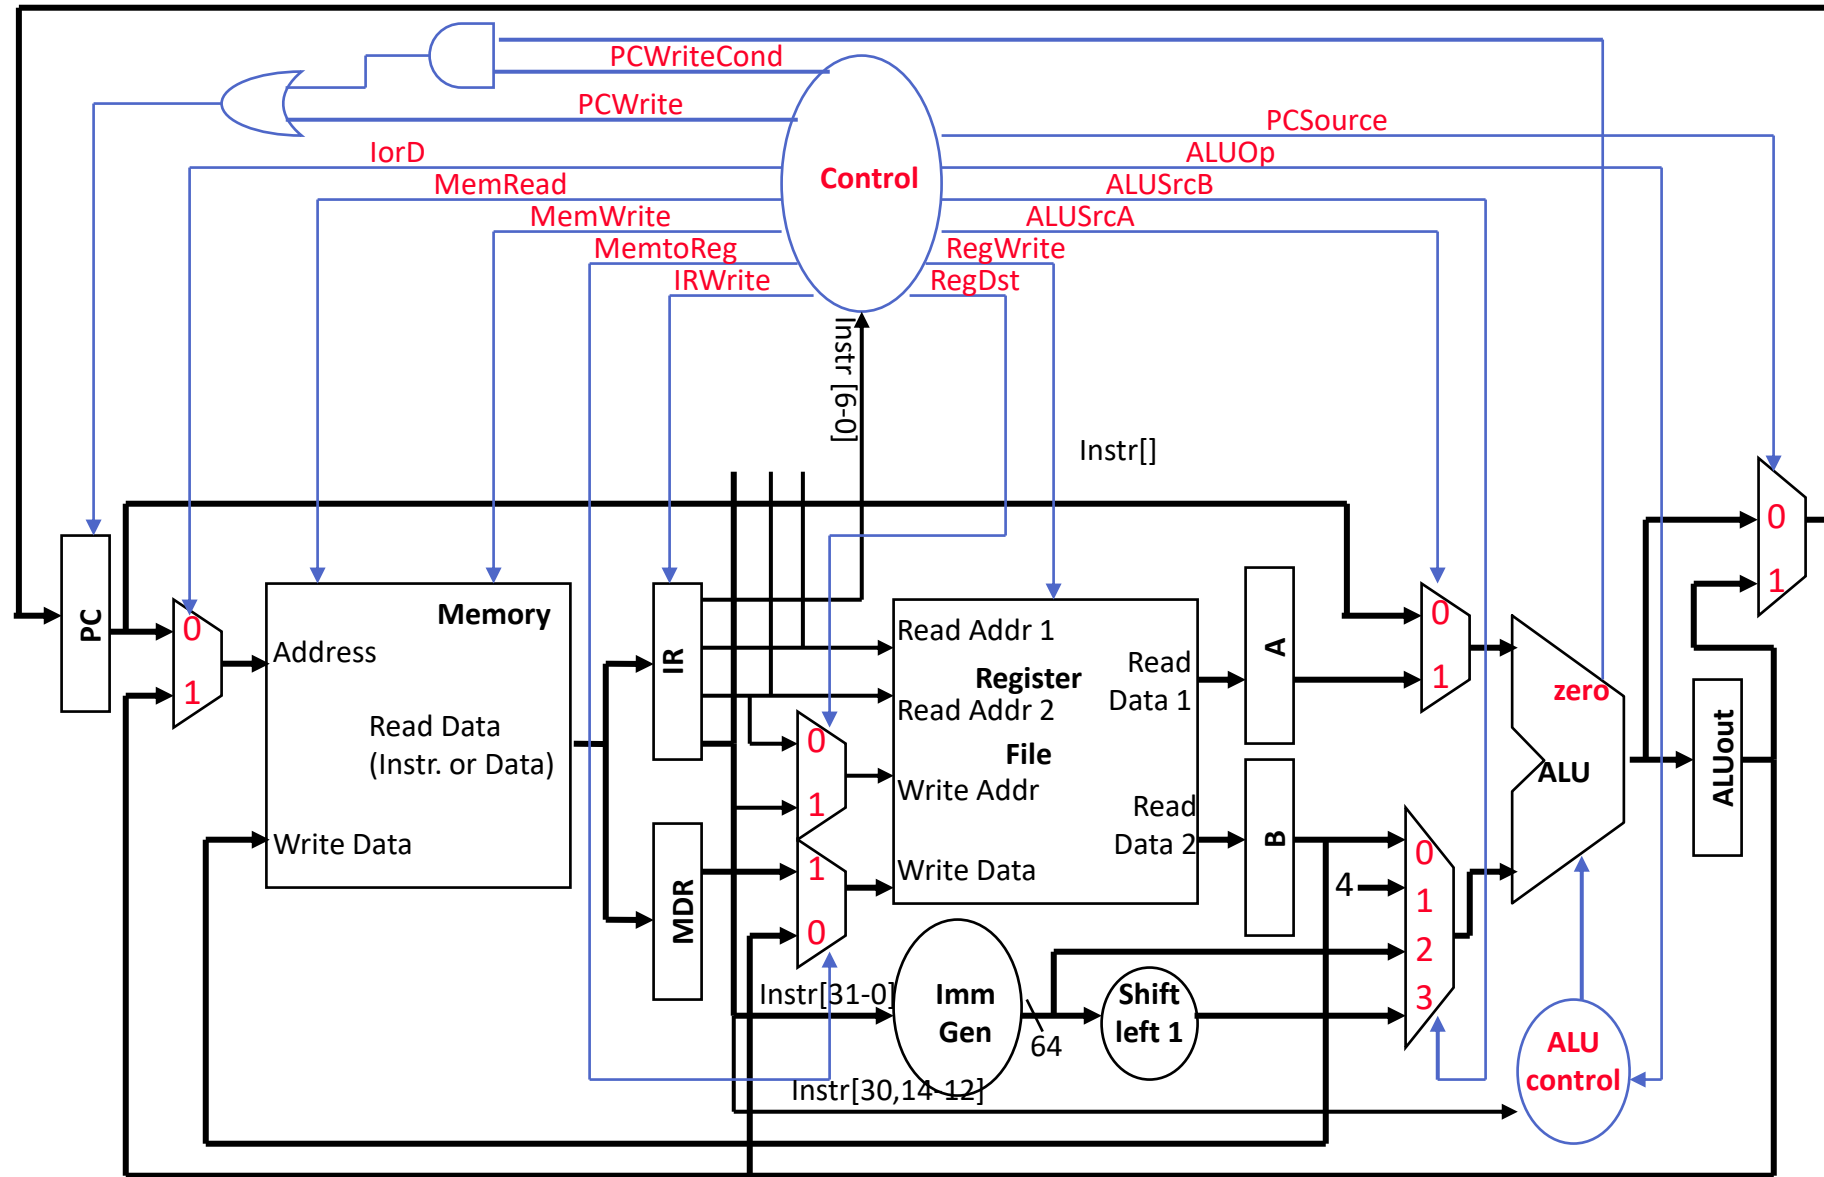 PCWriteCond
PCWrite
PCSource
IorD
ALUOp
Control
MemRead
ALUSrcB
MemWrite
ALUSrcA
MemtoReg
RegWrite
IRWrite
RegDst
Instr [6-0]
Instr[]
PC
0
1
Memory
Address
Read Data
(Instr. or Data)
Write Data
IR
MDR
0
1
1
0
Read Addr 1
Register
Read Addr 2
File
Write Addr
Write Data
Read
Data 1
Read
Data 2
A
B
0
1
4
0
1
2
3
zero
ALU
ALUout
0
1
Instr[31-0]
Imm
Gen
64
Shift
left 1
Instr[30,14-12]
ALU
control